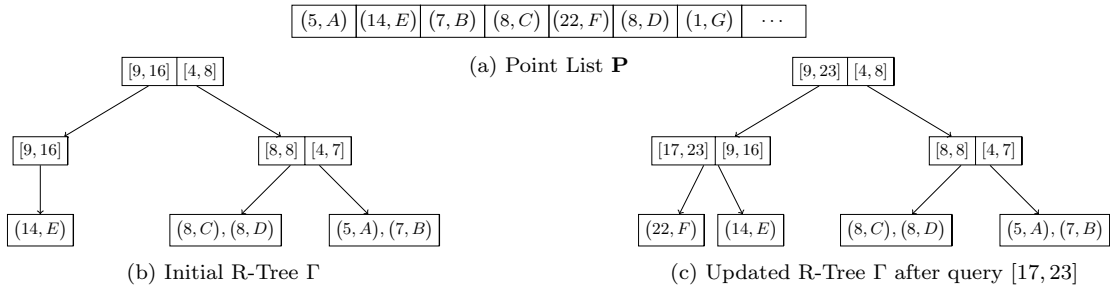 (5, A) (14, E) (7, B) (8, C) (22, F) (8, D) (1, G) ⋯
(a) Point List P
[9, 16] [4, 8]
[9, 16] [8, 8] [4, 7]
(14, E) (8, C), (8, D) (5, A), (7, B)
(b) Initial R-Tree Γ
[9, 23] [4, 8]
[17, 23] [9, 16] [8, 8] [4, 7]
(22, F) (14, E) (8, C), (8, D) (5, A), (7, B)
(c) Updated R-Tree Γ after query [17, 23]